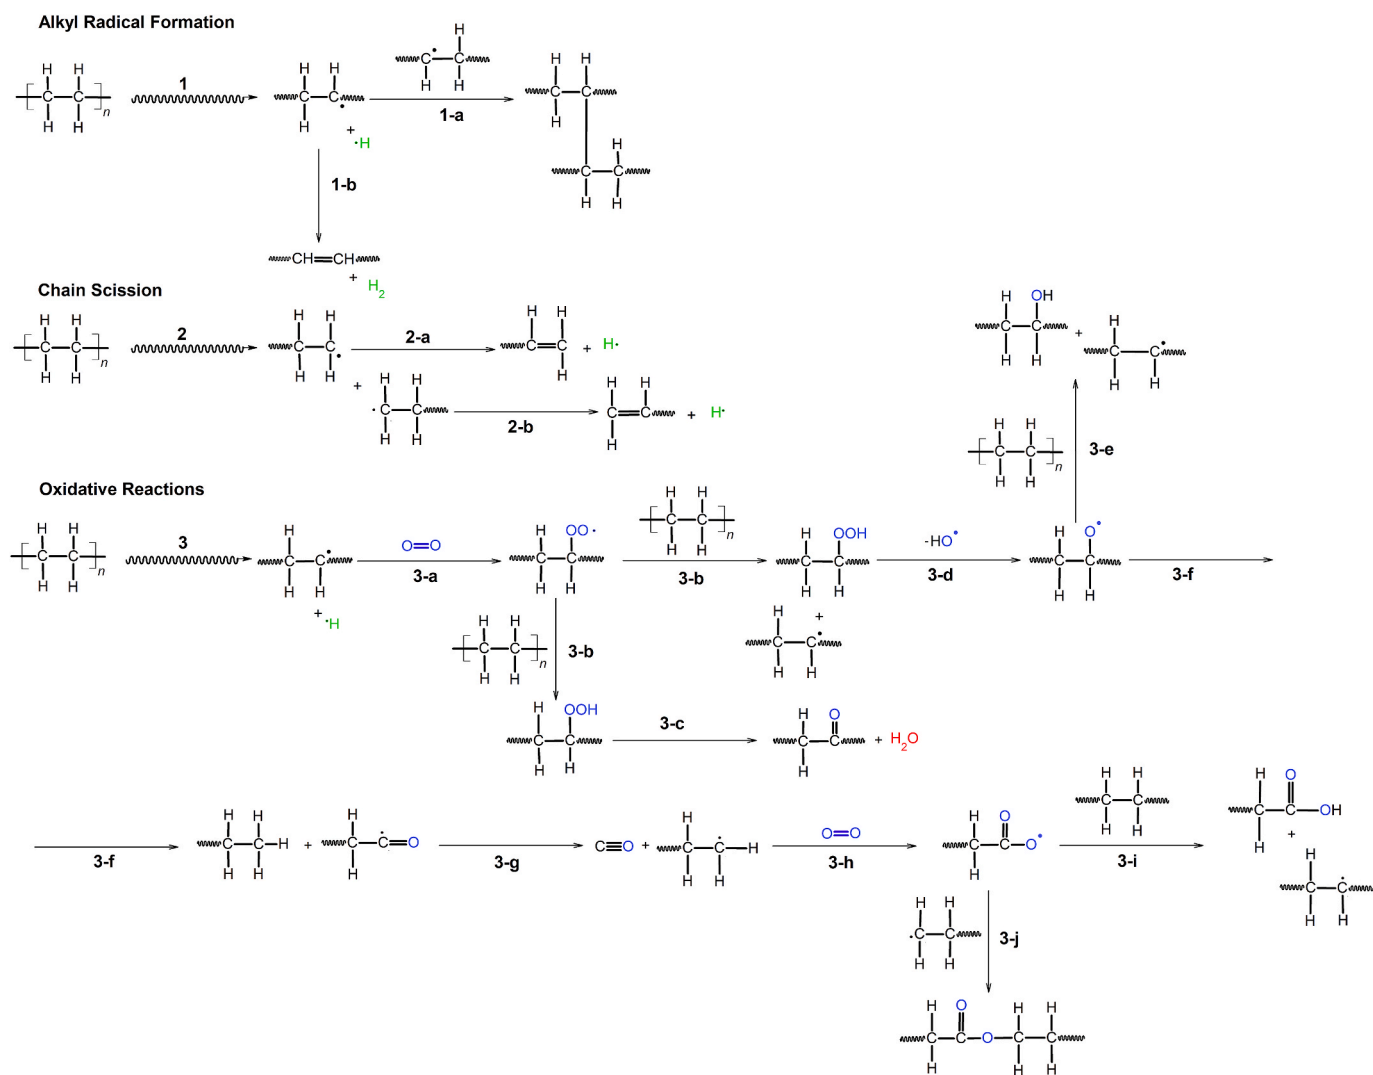 Alkyl Radical Formation
H H
C C
H H
n
1
H H
C C•
H
+
•H
H
C• C
H H
1-a
H H
C C
H
H
C C
H H
1-b
CH=CH
+
H2
Chain Scission
H H
C C
H H
n
2
H H
C C•
H H
+
H H
•C C
H H
2-a
H H
C=C
H
+ H•
2-b
H H
C=C
H
+ H•
H OH
C C
H H
+
H
C C•
H H
3-e
H H
C C
H H
n
Oxidative Reactions
H H
C C
H H
n
3
H
C C•
H H
+
•H
O=O
3-a
H OO•
C C
H H
H H
C C
H H
n
3-b
H OOH
C C
H H
+
H
C C•
H H
-HO•
3-d
H O•
C C
H H
3-f
H H
C C
H H
n
3-b
H OOH
C C
H H
3-c
H O
C C
H
+ H2O
3-f
H H
C C H
H H
+
H
C C•=O
H
3-g
C≡O +
H
C C• H
H H
O=O
3-h
H O
C C O•
H
H H
C C
H H
3-i
H O
C C OH
H
+
H
C C•
H H
H H
•C C
H H
3-j
H O H H
C C O C C
H H H